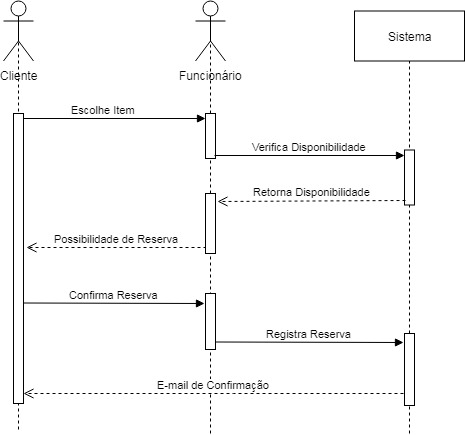 Cliente
Funcionário
Sistema
Escolhe Item
Verifica Disponibilidade
Retorna Disponibilidade
Possibilidade de Reserva
Confirma Reserva
Registra Reserva
E-mail de Confirmação